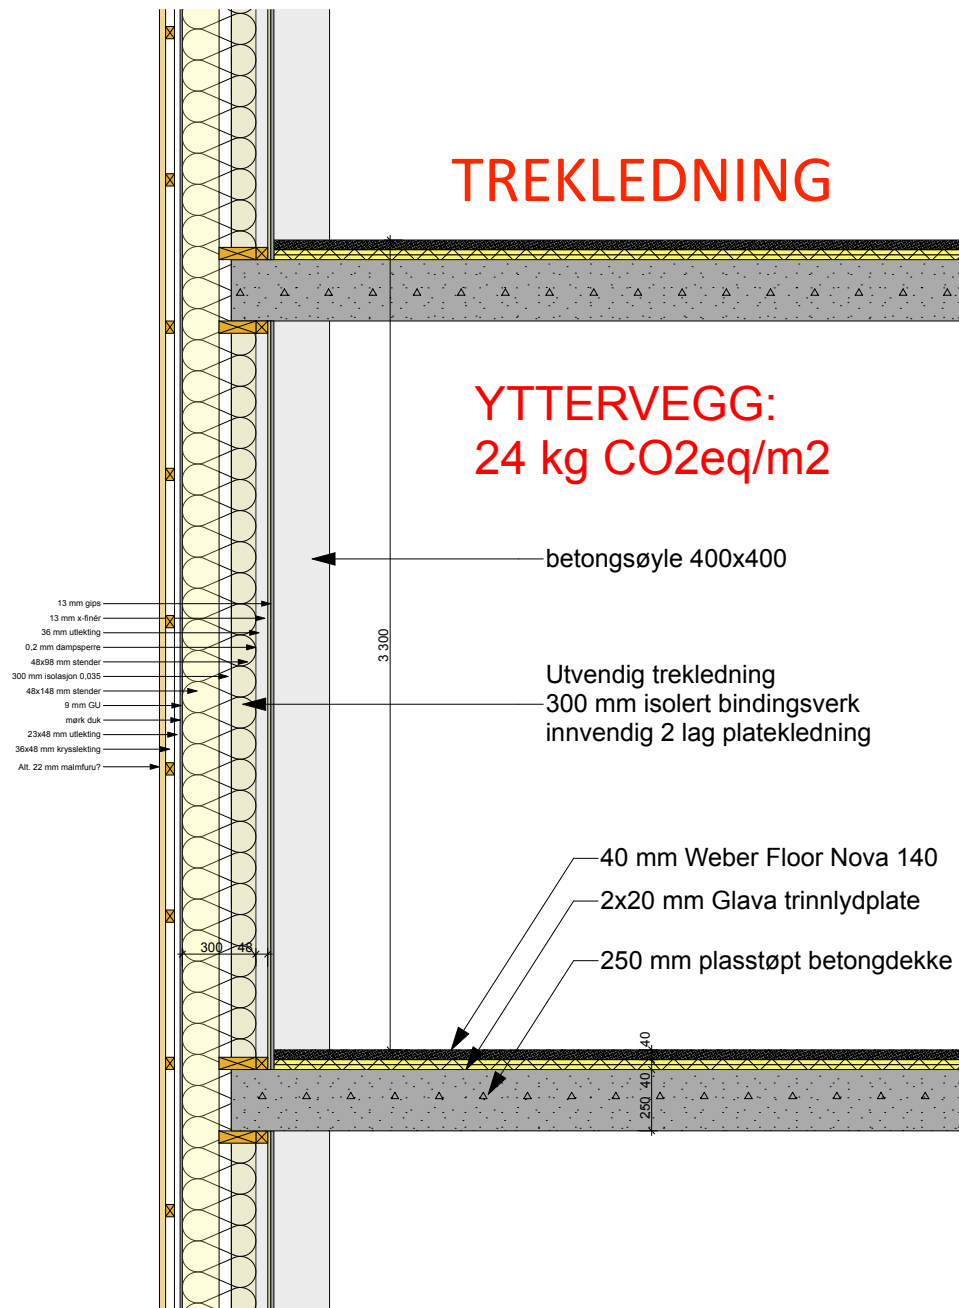 TREKLEDNING
YTTERVEGG:
24 kg CO2eq/m2
betongsøyle 400x400
3 300
13 mm gips
13 mm x-finér
36 mm utlekting
0,2 mm dampsperre
48x98 mm stender
300 mm isolasjon 0,035
48x148 mm stender
9 mm GU
mørk duk
23x48 mm utlekting
36x48 mm krysslekting
Alt. 22 mm malmfuru?
Utvendig trekledning
300 mm isolert bindingsverk
innvendig 2 lag platekledning
40 mm Weber Floor Nova 140
2x20 mm Glava trinnlydplate
250 mm plasstøpt betongdekke
300 48
40
40
250